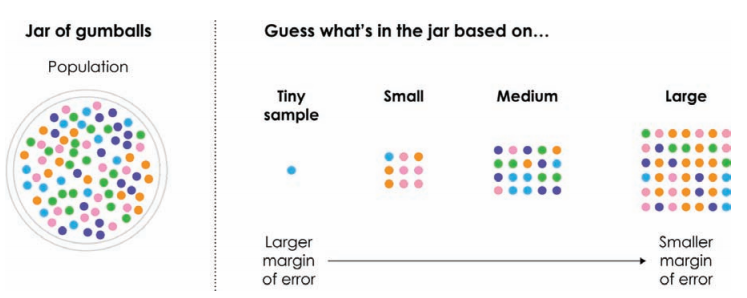 Jar of gumballs
Population
Guess what's in the jar based on...
Tiny
sample
Small
Medium
Large
Larger
margin
of error
Smaller
margin
of error